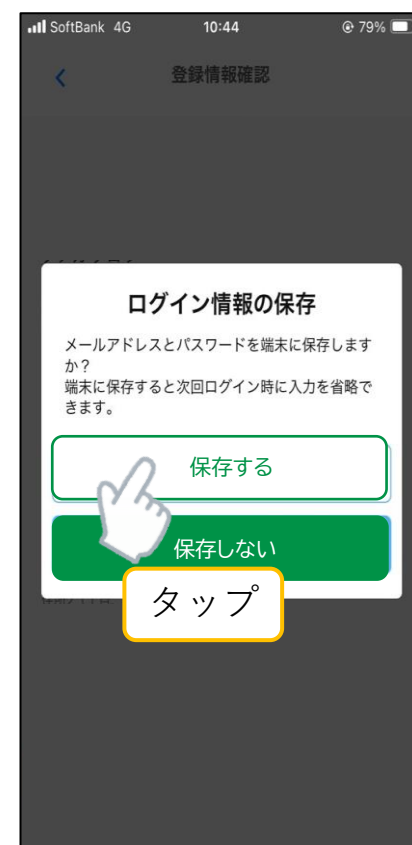 SoftBank 4G 10:44 79%
登録情報確認
ログイン情報の保存
メールアドレスとパスワードを端末に保存します
か？
端末に保存すると次回ログイン時に入力を省略で
きます。
保存する
保存しない
タップ